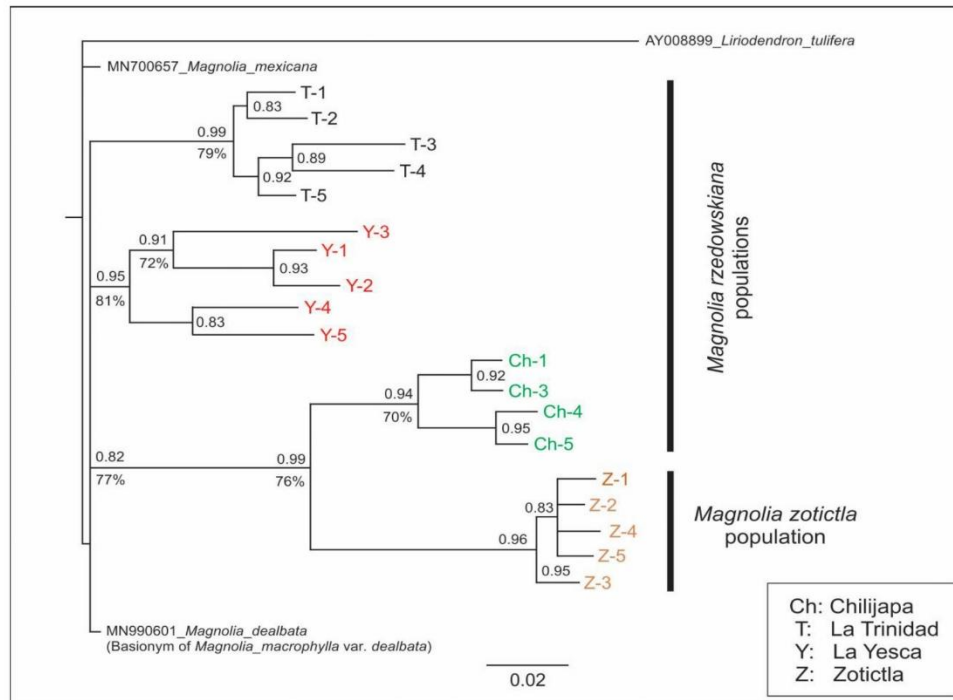 AY008899_Liriodendron_tulifera
MN700657_Magnolia_mexicana
T-1
0.83
T-2
0.99
79%
T-3
0.89
T-4
0.92
T-5
Y-3
0.91
72%
Y-1
0.93
Y-2
0.95
81%
Y-4
0.83
Y-5
Magnolia rzedowskiana
populations
Ch-1
0.92
Ch-3
0.94
70%
Ch-4
0.95
Ch-5
0.82
77%
0.99
76%
Z-1
0.83
Z-2
Z-4
0.96
Z-5
0.95
Z-3
Magnolia zotictla
population
MN990601_Magnolia_dealbata
(Basionym of Magnolia_macrophylla var. dealbata)
0.02
Ch: Chilijapa
T: La Trinidad
Y: La Yesca
Z: Zotictla